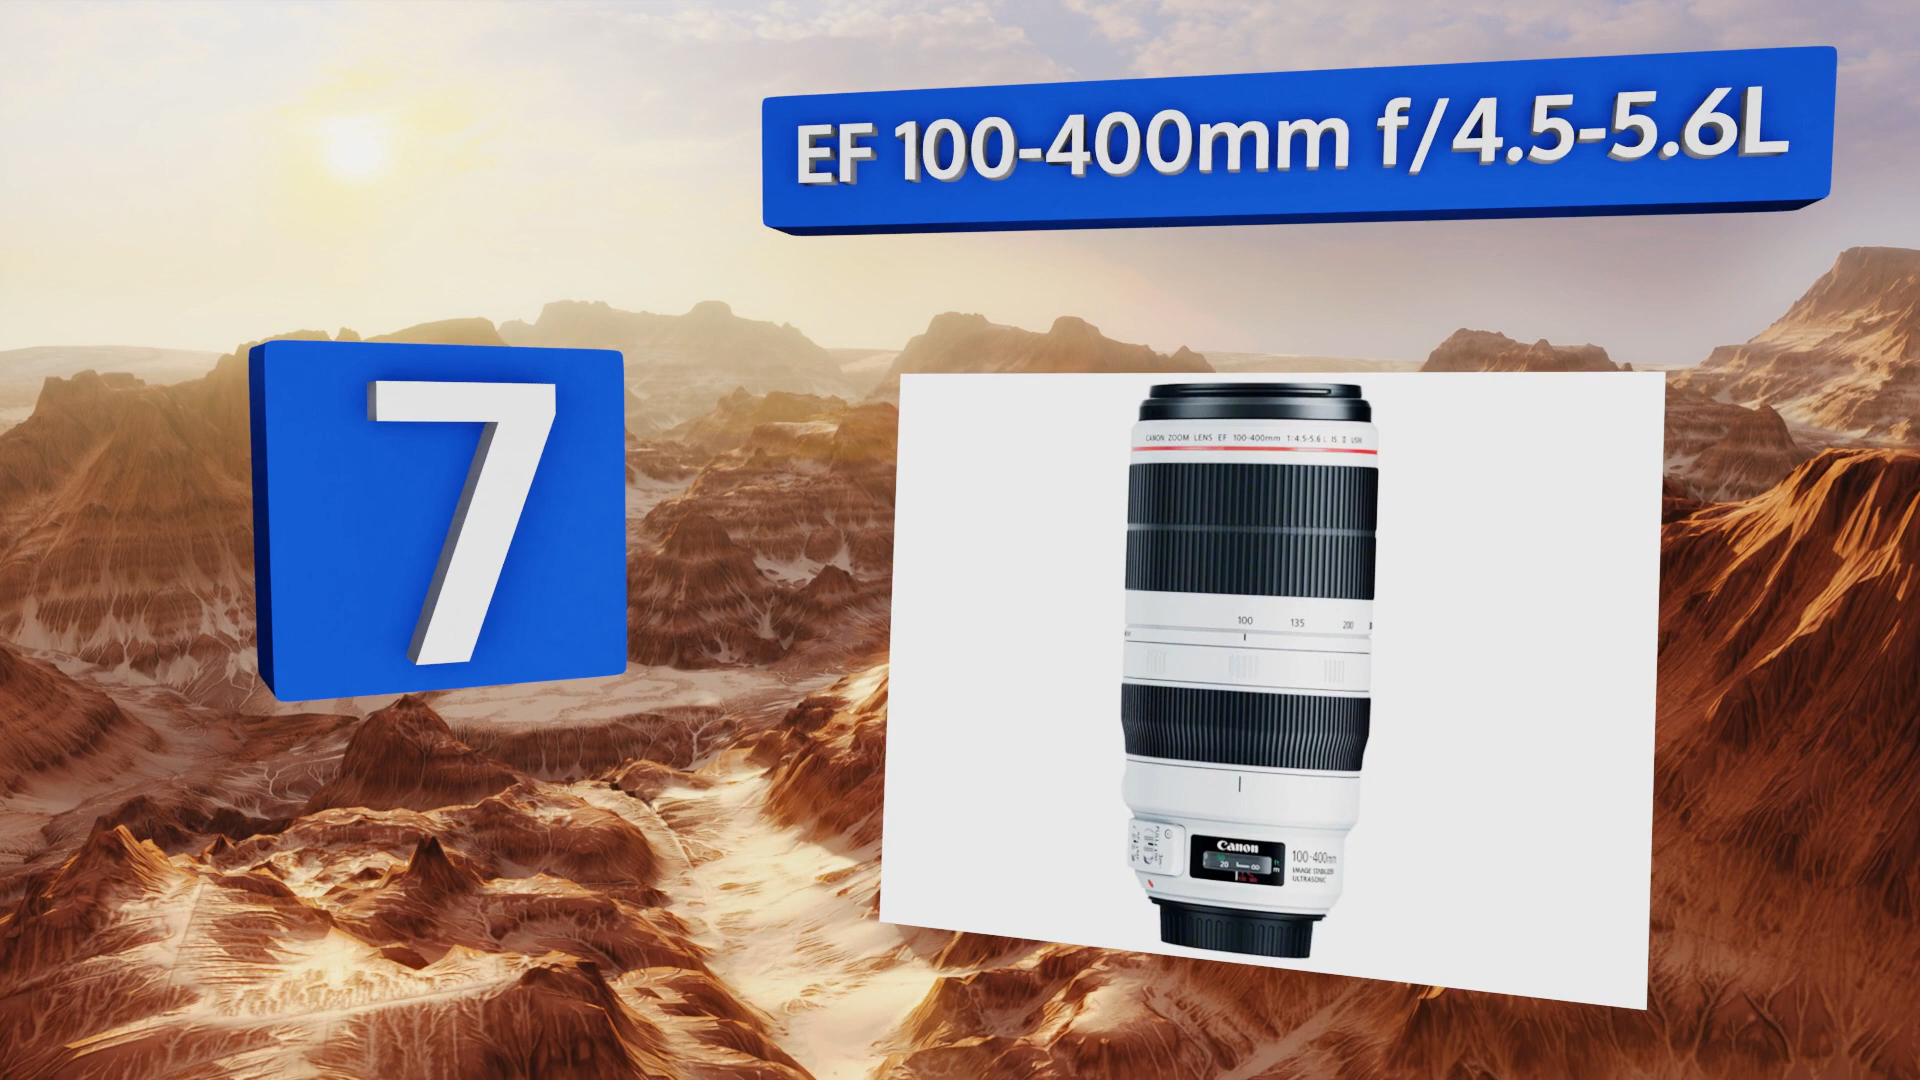 EF 100-400mm f/4.5-5.6L
7
CANON ZOOM LENS EF 100-400mm 1:4.5-5.6 L IS II USM
100 135 200
Canon
20
100-400mm
IMAGE STABILIZER
ULTRASONIC